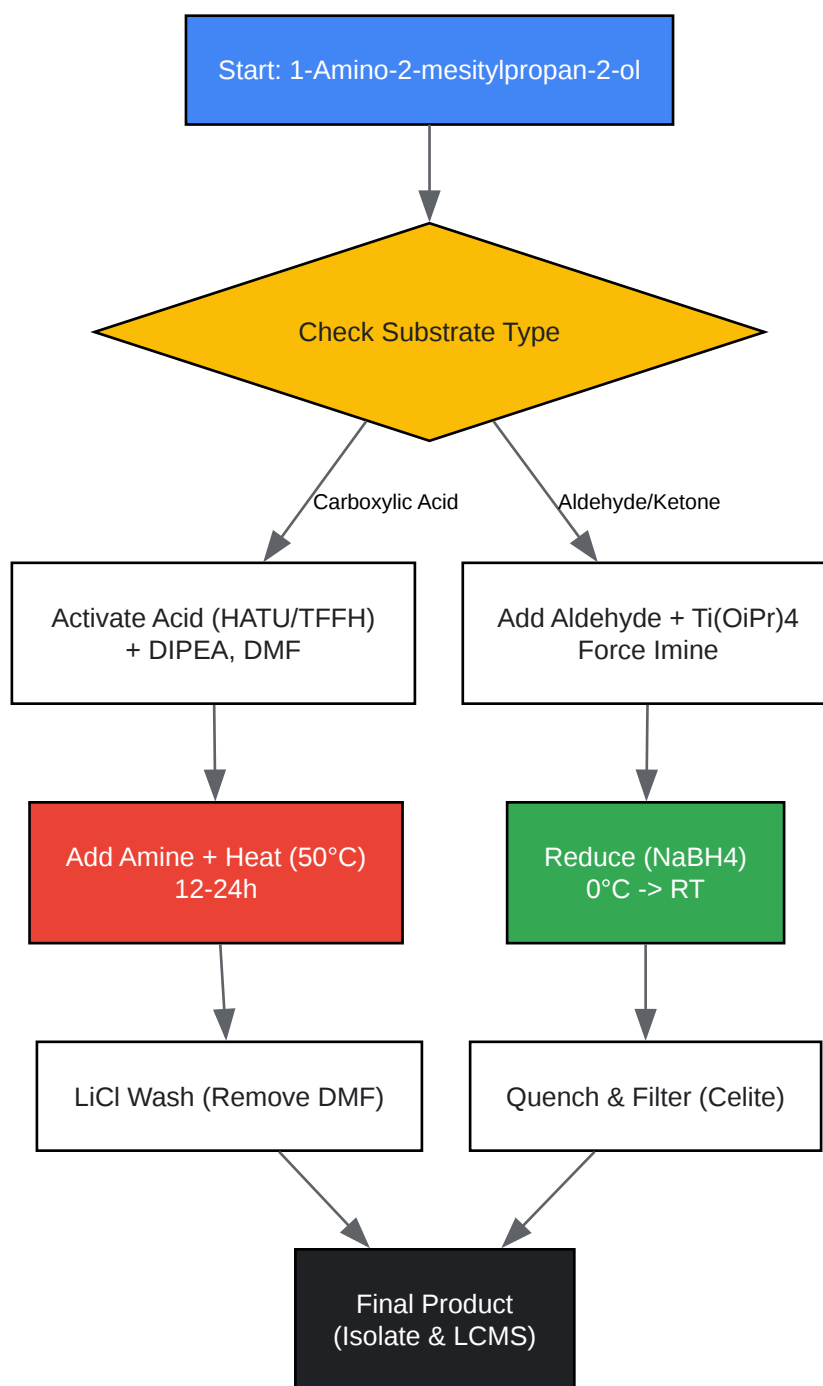 Start: 1-Amino-2-mesitylpropan-2-ol
Check Substrate Type
Carboxylic Acid
Aldehyde/Ketone
Activate Acid (HATU/TFFH)
+ DIPEA, DMF
Add Aldehyde + Ti(OiPr)4
Force Imine
Add Amine + Heat (50°C)
12-24h
Reduce (NaBH4)
0°C -> RT
LiCl Wash (Remove DMF)
Quench & Filter (Celite)
Final Product
(Isolate & LCMS)